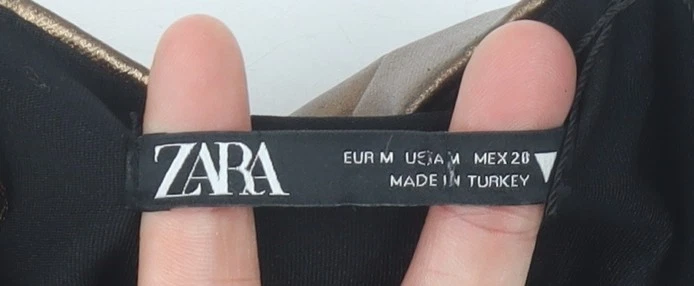 ZARA
EUR M USA M MEX 28
MADE IN TURKEY